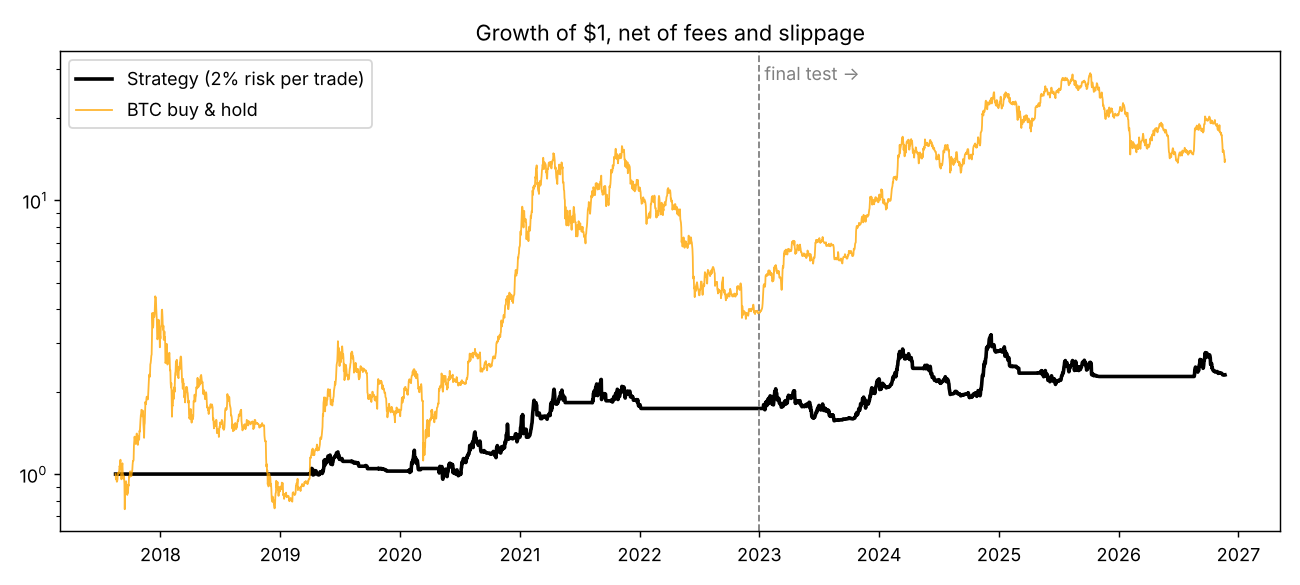 Growth of $1, net of fees and slippage
Strategy (2% risk per trade)
BTC buy & hold
final test →
10¹
10⁰
2018 2019 2020 2021 2022 2023 2024 2025 2026 2027